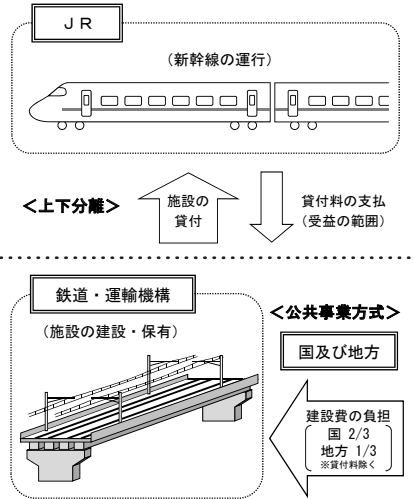 ＪＲ
（新幹線の運行）
＜上下分離＞
施設の
貸付
貸付料の支払
（受益の範囲）
鉄道・運輸機構
（施設の建設・保有）
＜公共事業方式＞
国及び地方
建設費の負担
国 2/3
地方 1/3
※貸付料除く